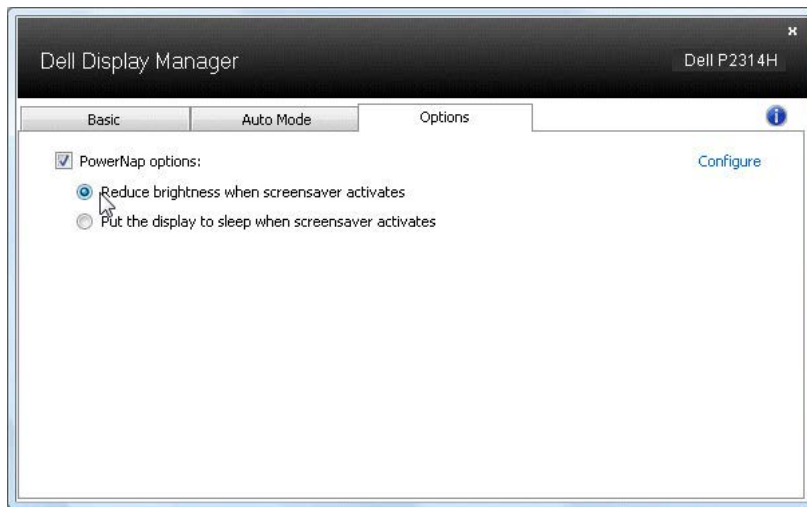 x
Dell Display Manager
Dell P2314H
Basic
Auto Mode
Options
i
PowerNap options:
Configure
Reduce brightness when screensaver activates
Put the display to sleep when screensaver activates